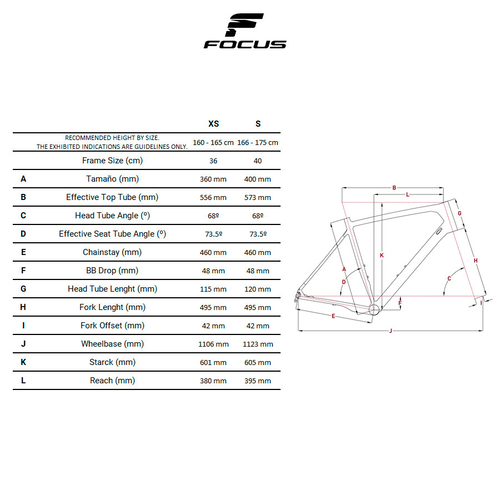 FOCUS
XS S
RECOMMENDED HEIGHT BY SIZE.
THE EXHIBITED INDICATIONS ARE GUIDELINES ONLY. 160 - 165 cm 166 - 175 cm
Frame Size (cm) 36 40
A Tamaño (mm) 360 mm 400 mm
B Effective Top Tube (mm) 556 mm 573 mm
C Head Tube Angle (º) 68º 68º
D Effective Seat Tube Angle (º) 73.5º 73.5º
E Chainstay (mm) 460 mm 460 mm
F BB Drop (mm) 48 mm 48 mm
G Head Tube Lenght (mm) 115 mm 120 mm
H Fork Lenght (mm) 495 mm 495 mm
I Fork Offset (mm) 42 mm 42 mm
J Wheelbase (mm) 1106 mm 1123 mm
K Starck (mm) 601 mm 605 mm
L Reach (mm) 380 mm 395 mm
B
L
G
K
A
D
C
H
F
I
E
J